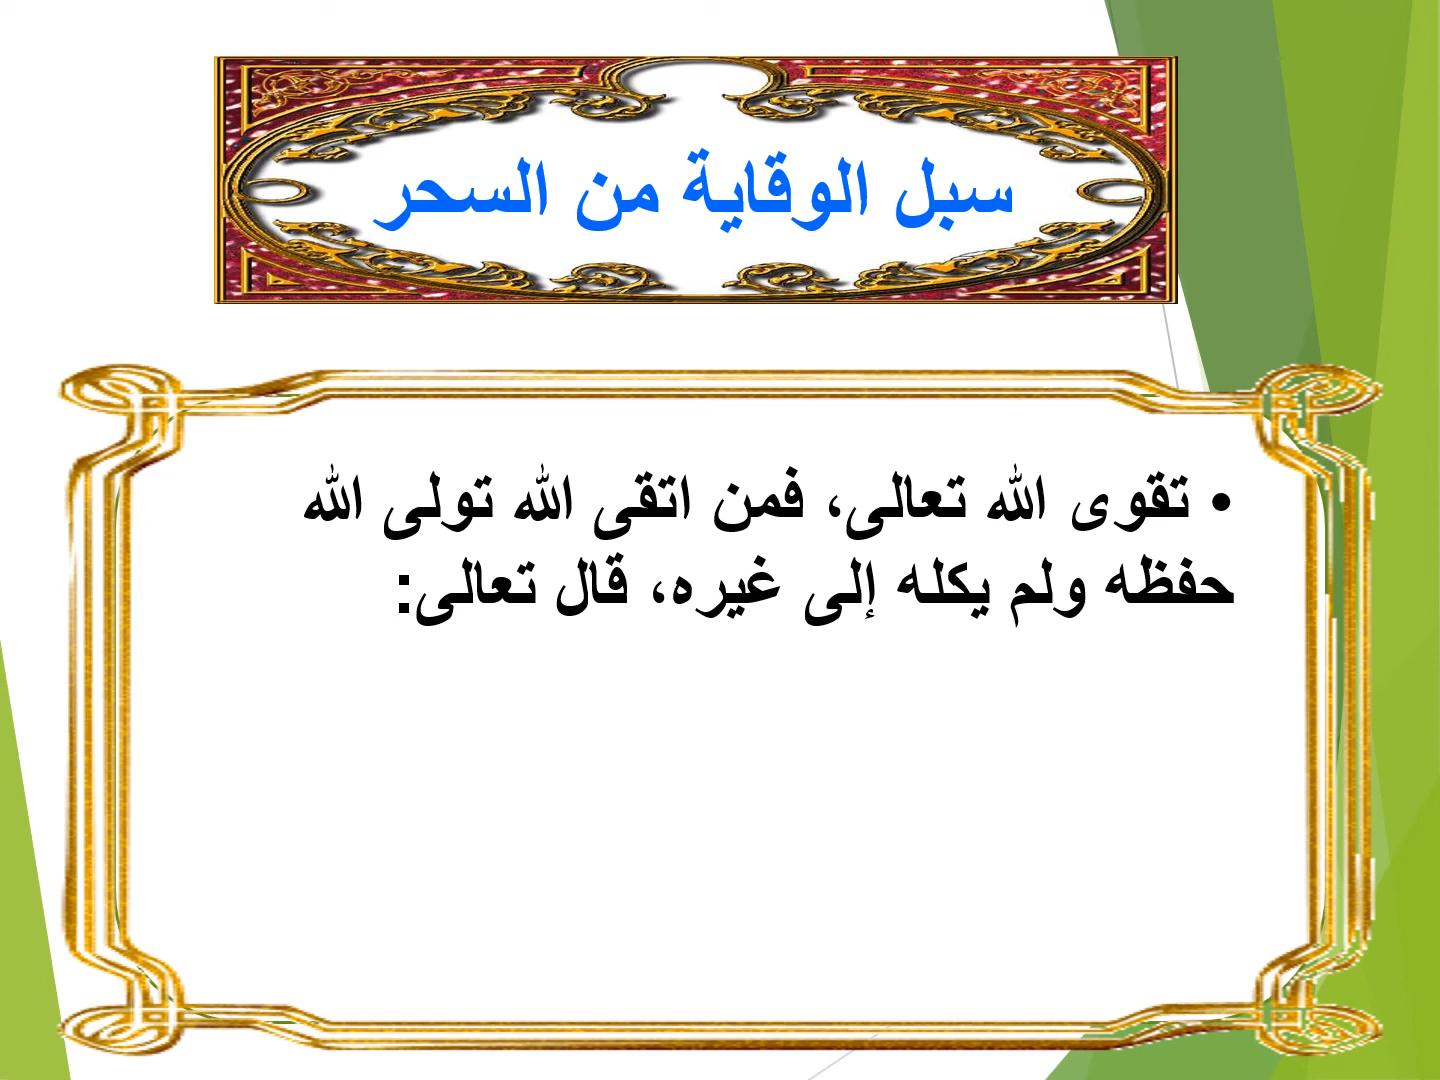 سبل الوقاية من السحر
• تقوى الله تعالى، فمن اتقى الله تولى الله
حفظه ولم يكله إلى غيره، قال تعالى: